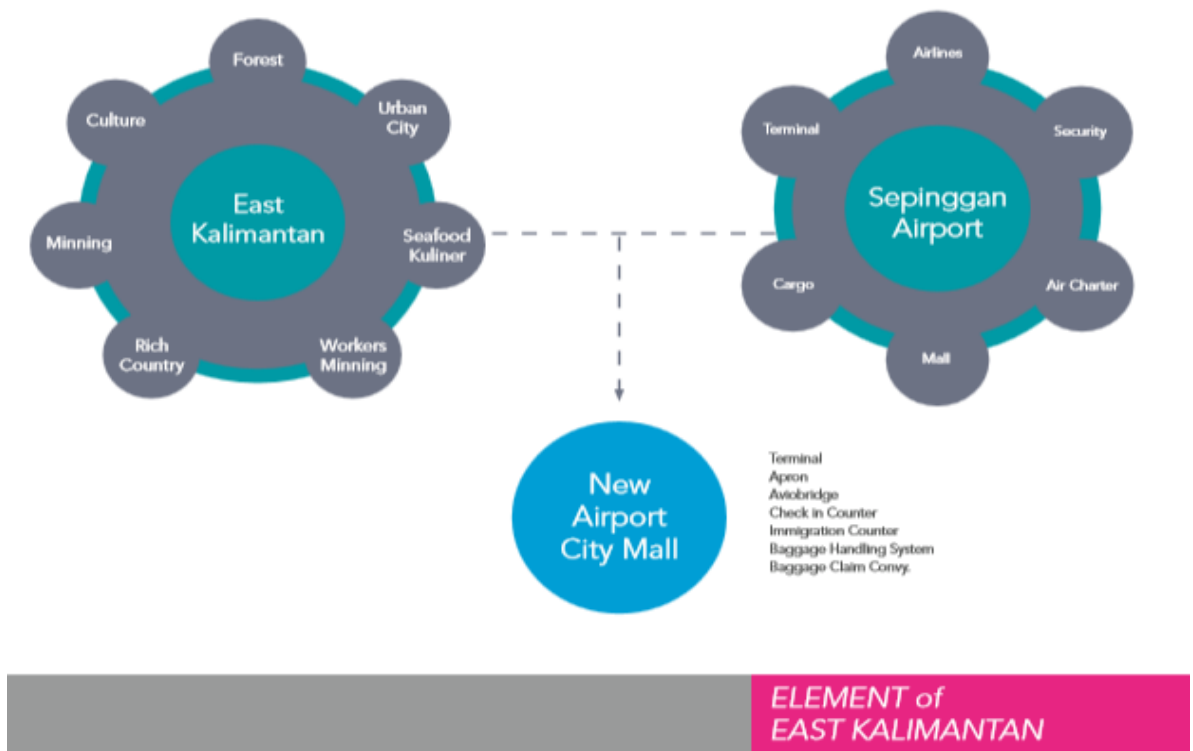 Forest
Urban
City
Culture
East
Kalimantan
Minning
Seafood
Kuliner
Rich
Country
Workers
Minning
Airlines
Terminal
Security
Sepinggan
Airport
Cargo
Air Charter
Mall
New
Airport
City Mall
Terminal
Apron
Aviobridge
Check in Counter
Immigration Counter
Baggage Handling System
Baggage Claim Convy.
ELEMENT of
EAST KALIMANTAN